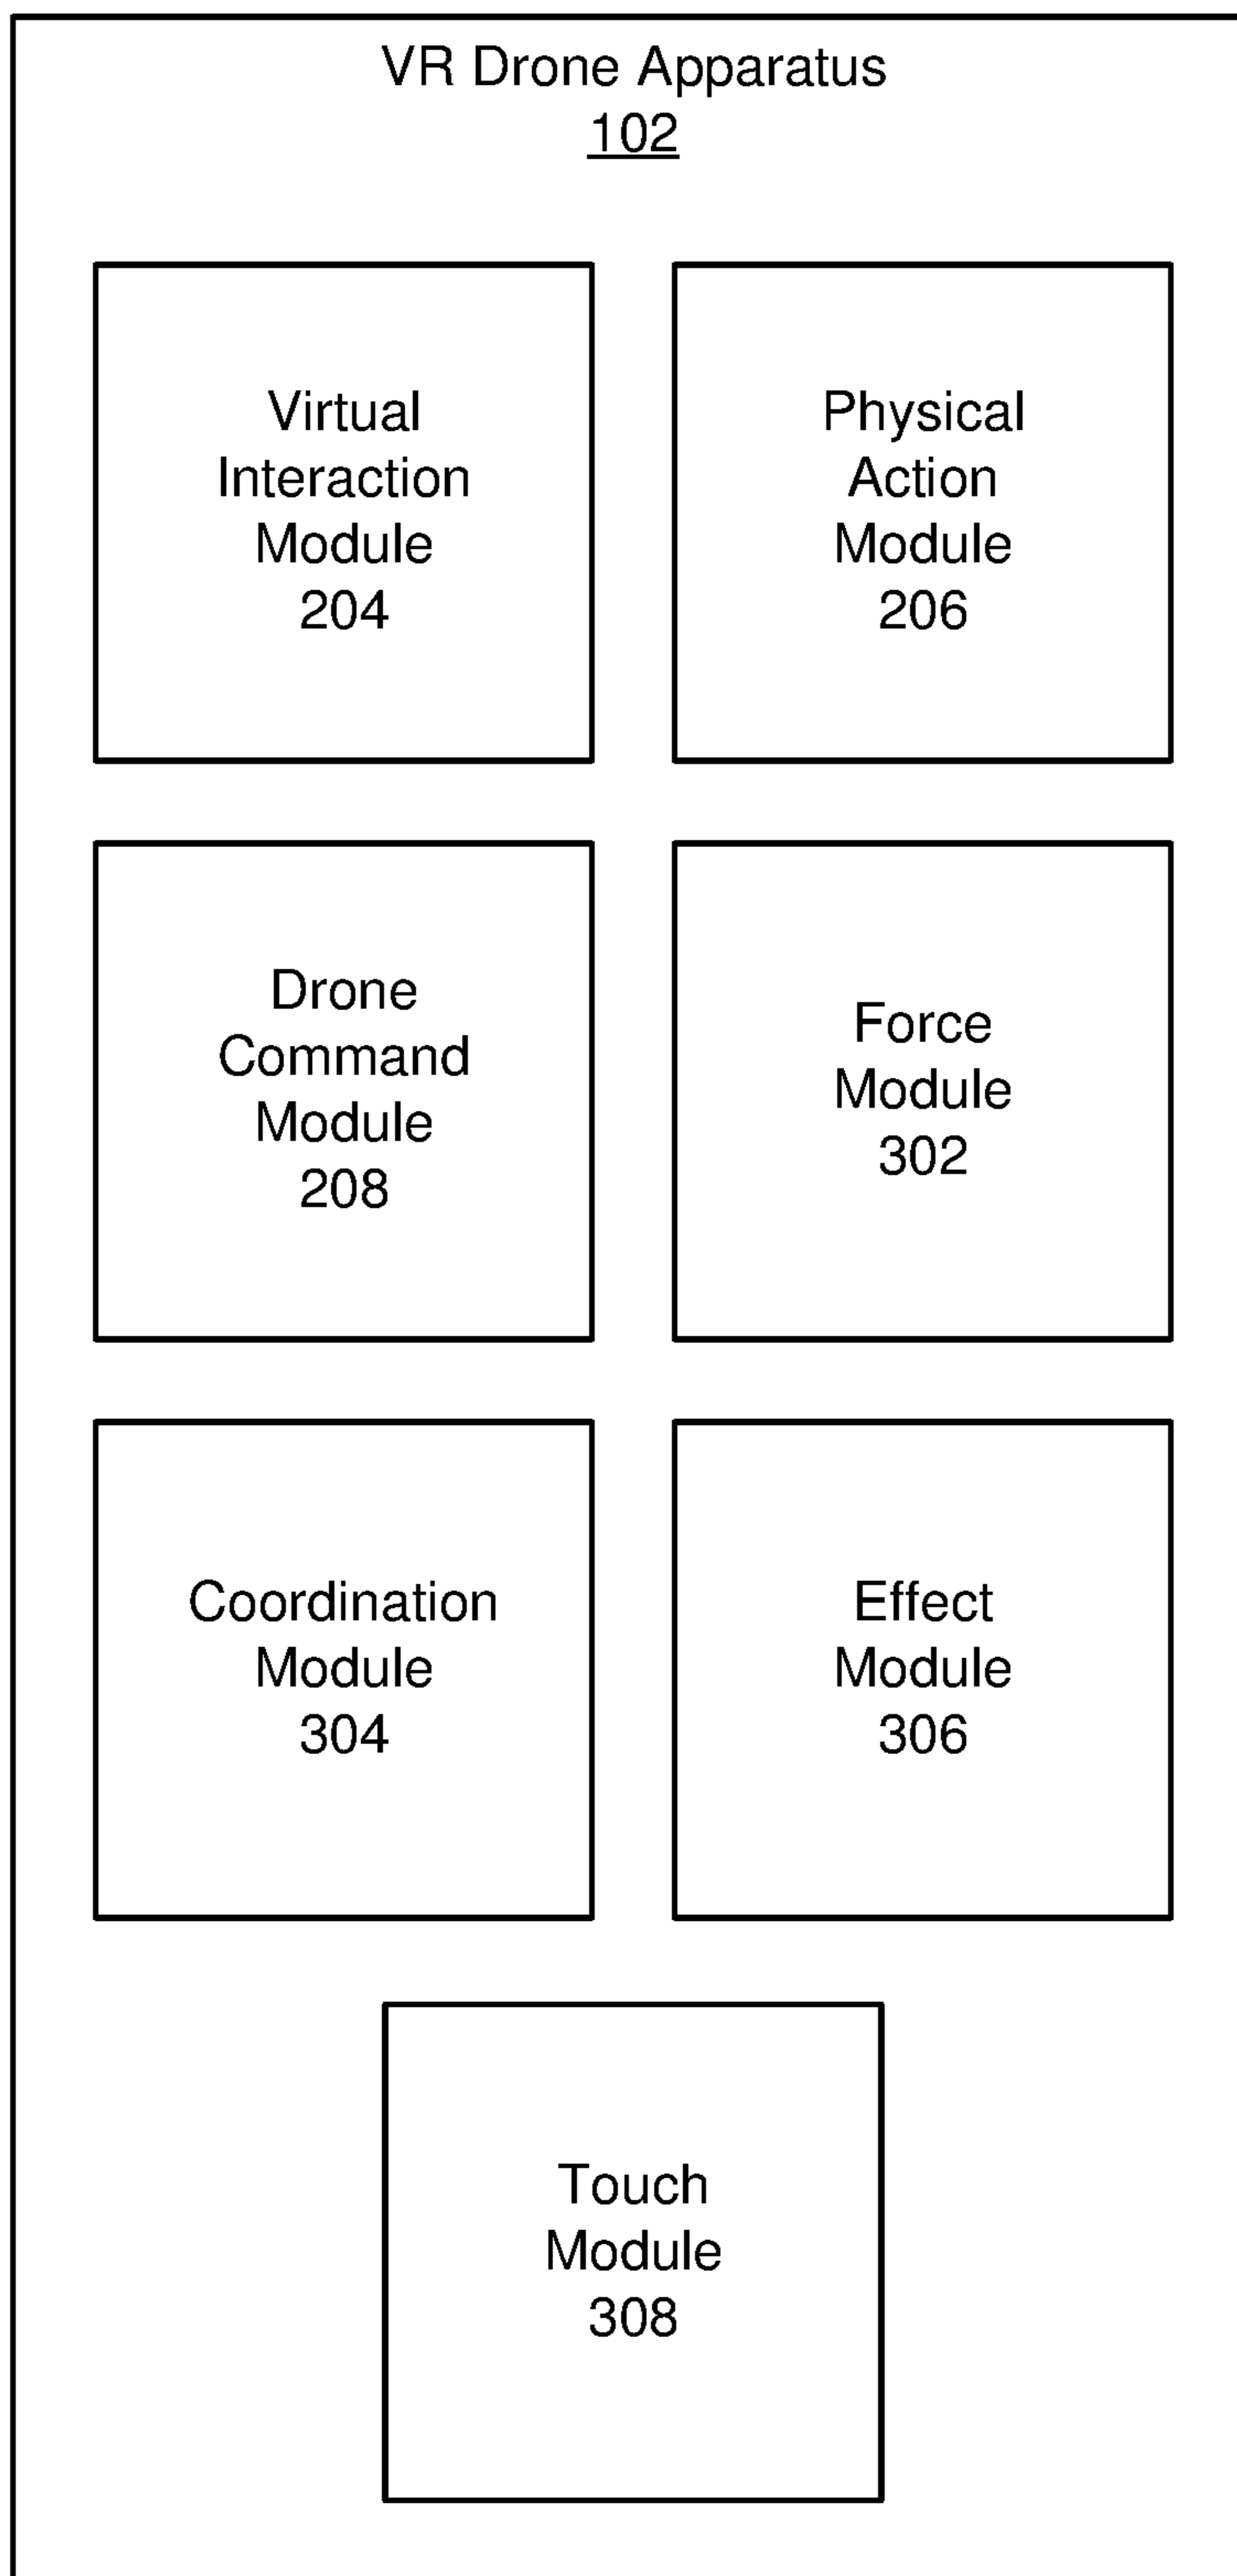 VR Drone Apparatus
102
Virtual
Interaction
Module
204
Physical
Action
Module
206
Drone
Command
Module
208
Force
Module
302
Coordination
Module
304
Effect
Module
306
Touch
Module
308